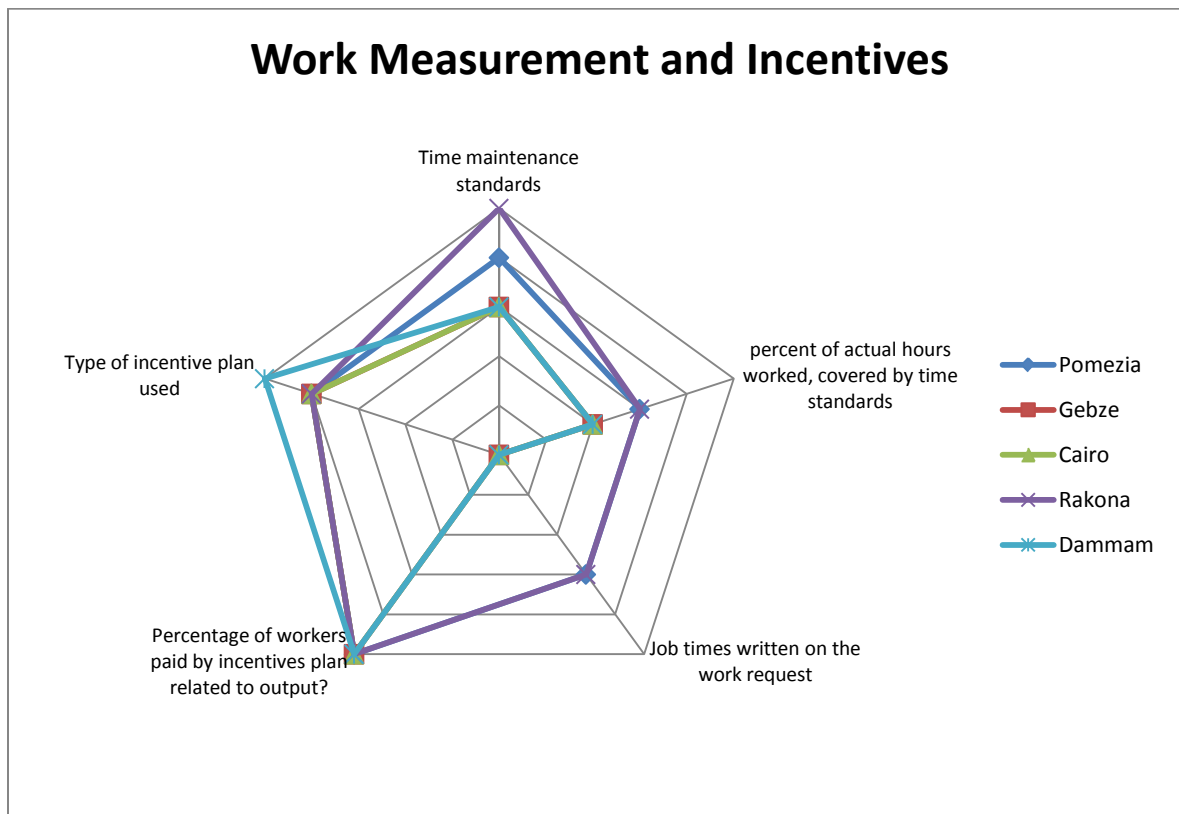 Work Measurement and Incentives
Time maintenance
standards
percent of actual hours
worked, covered by time
standards
Job times written on the
work request
Percentage of workers
paid by incentives plan
related to output?
Type of incentive plan
used
Pomezia
Gebze
Cairo
Rakona
Dammam